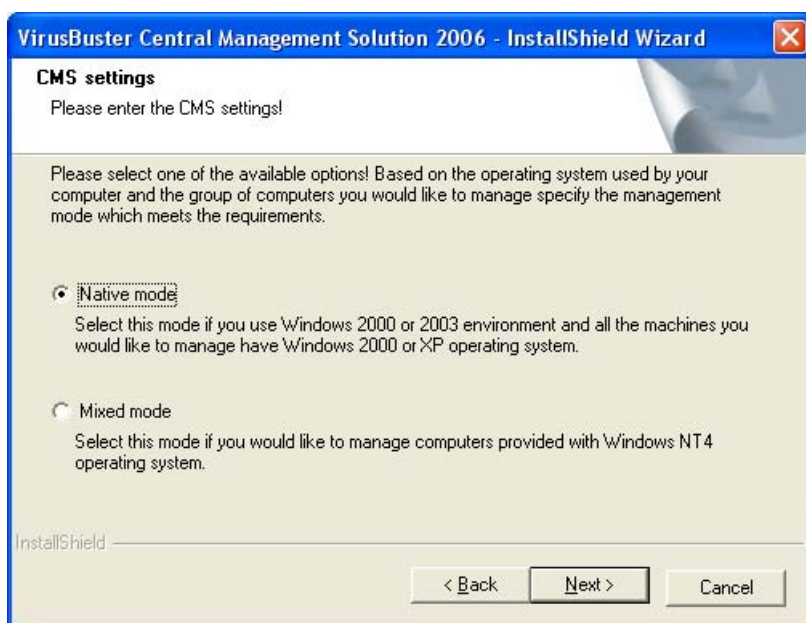 VirusBuster Central Management Solution 2006 - InstallShield Wizard
CMS settings
Please enter the CMS settings!
Please select one of the available options! Based on the operating system used by your
computer and the group of computers you would like to manage specify the management
mode which meets the requirements.
Native mode
Select this mode if you use Windows 2000 or 2003 environment and all the machines you
would like to manage have Windows 2000 or XP operating system.
Mixed mode
Select this mode if you would like to manage computers provided with Windows NT4
operating system.
InstallShield
< Back Next > Cancel